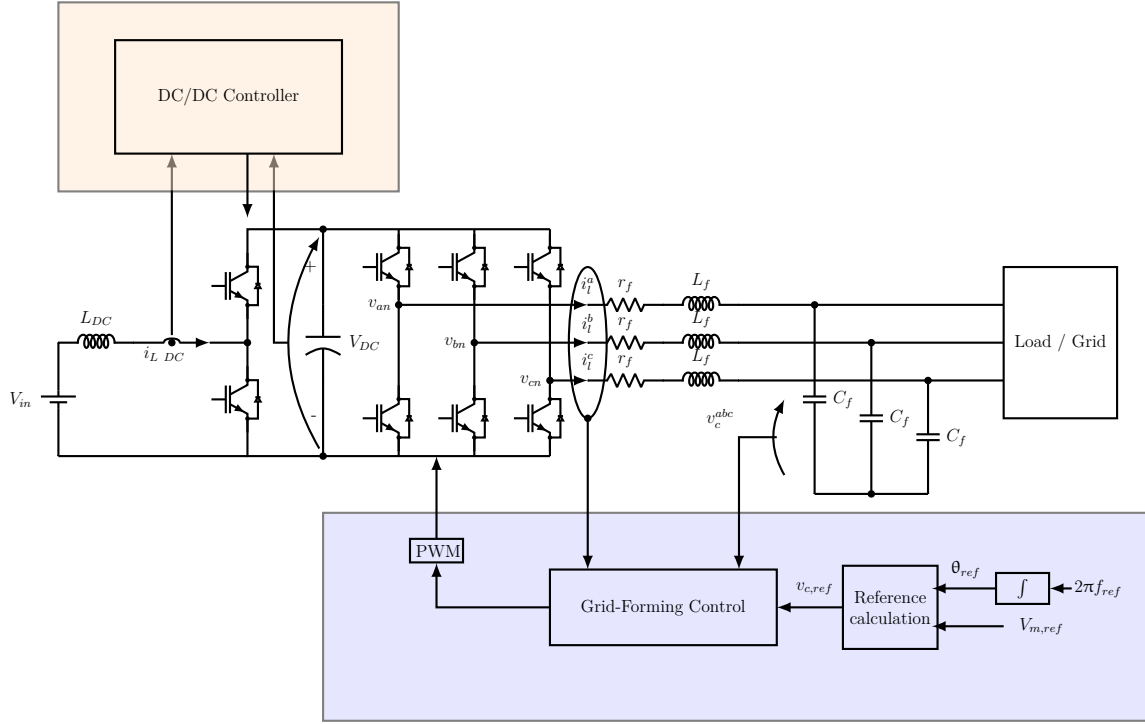 DC/DC Controller
L_DC
i_L DC
V_in
+
V_DC
-
v_an
v_bn
v_cn
i_l^a
i_l^b
i_l^c
r_f
r_f
r_f
L_f
L_f
L_f
Load / Grid
C_f
C_f
C_f
v_c^abc
PWM
Grid-Forming Control
v_c,ref
Reference
calculation
θ_ref
∫
2πf_ref
V_m,ref